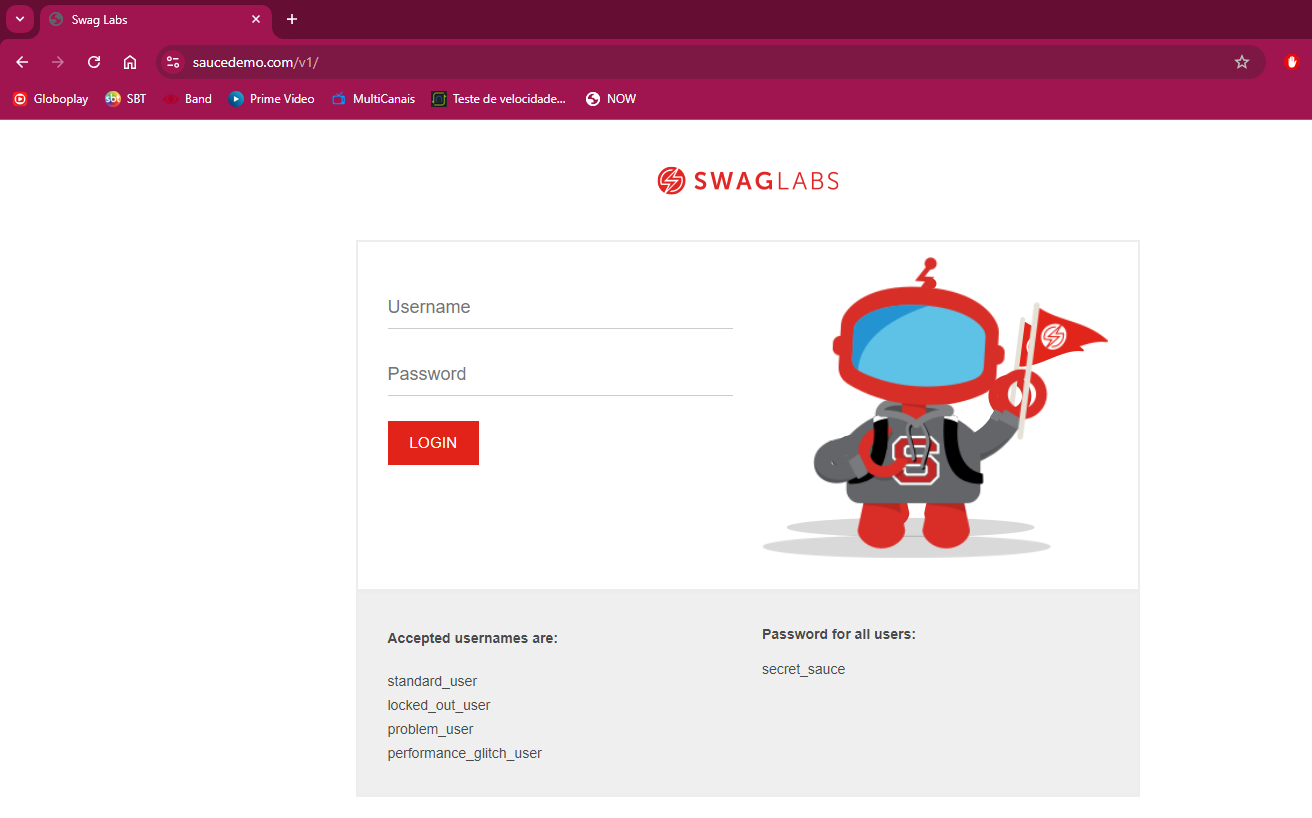 Swag Labs
saucedemo.com/v1/
Globoplay SBT Band Prime Video MultiCanais Teste de velocidade... NOW
SWAGLABS
Username
Password
LOGIN
S
Accepted usernames are:
standard_user
locked_out_user
problem_user
performance_glitch_user
Password for all users:
secret_sauce